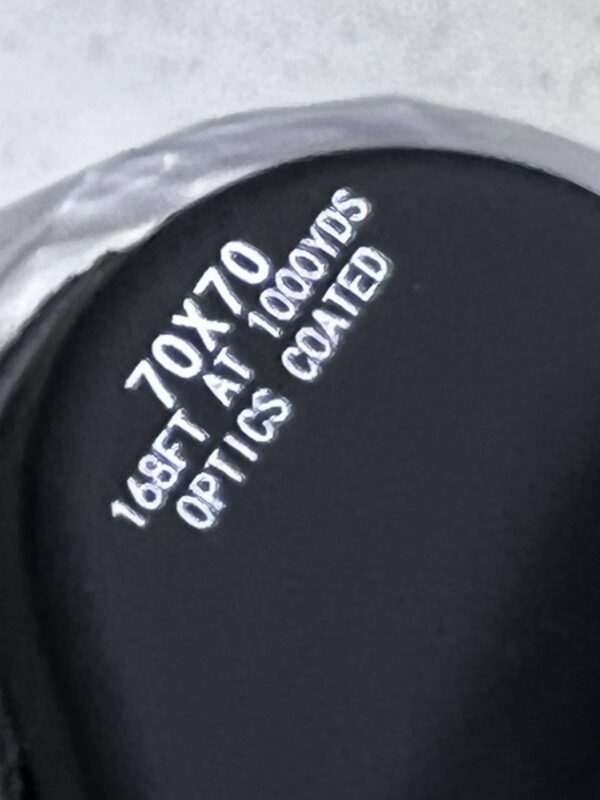 70X70
168FT AT 1000YDS
OPTICS COATED